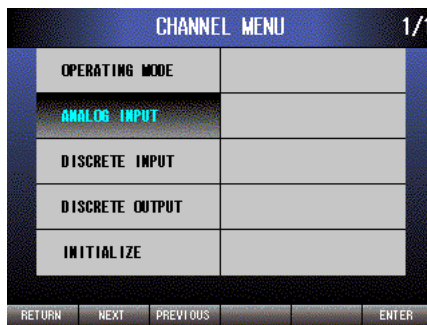 CHANNEL MENU 1/1
OPERATING MODE
ANALOG INPUT
DISCRETE INPUT
DISCRETE OUTPUT
INITIALIZE
RETURN NEXT PREVIOUS ENTER